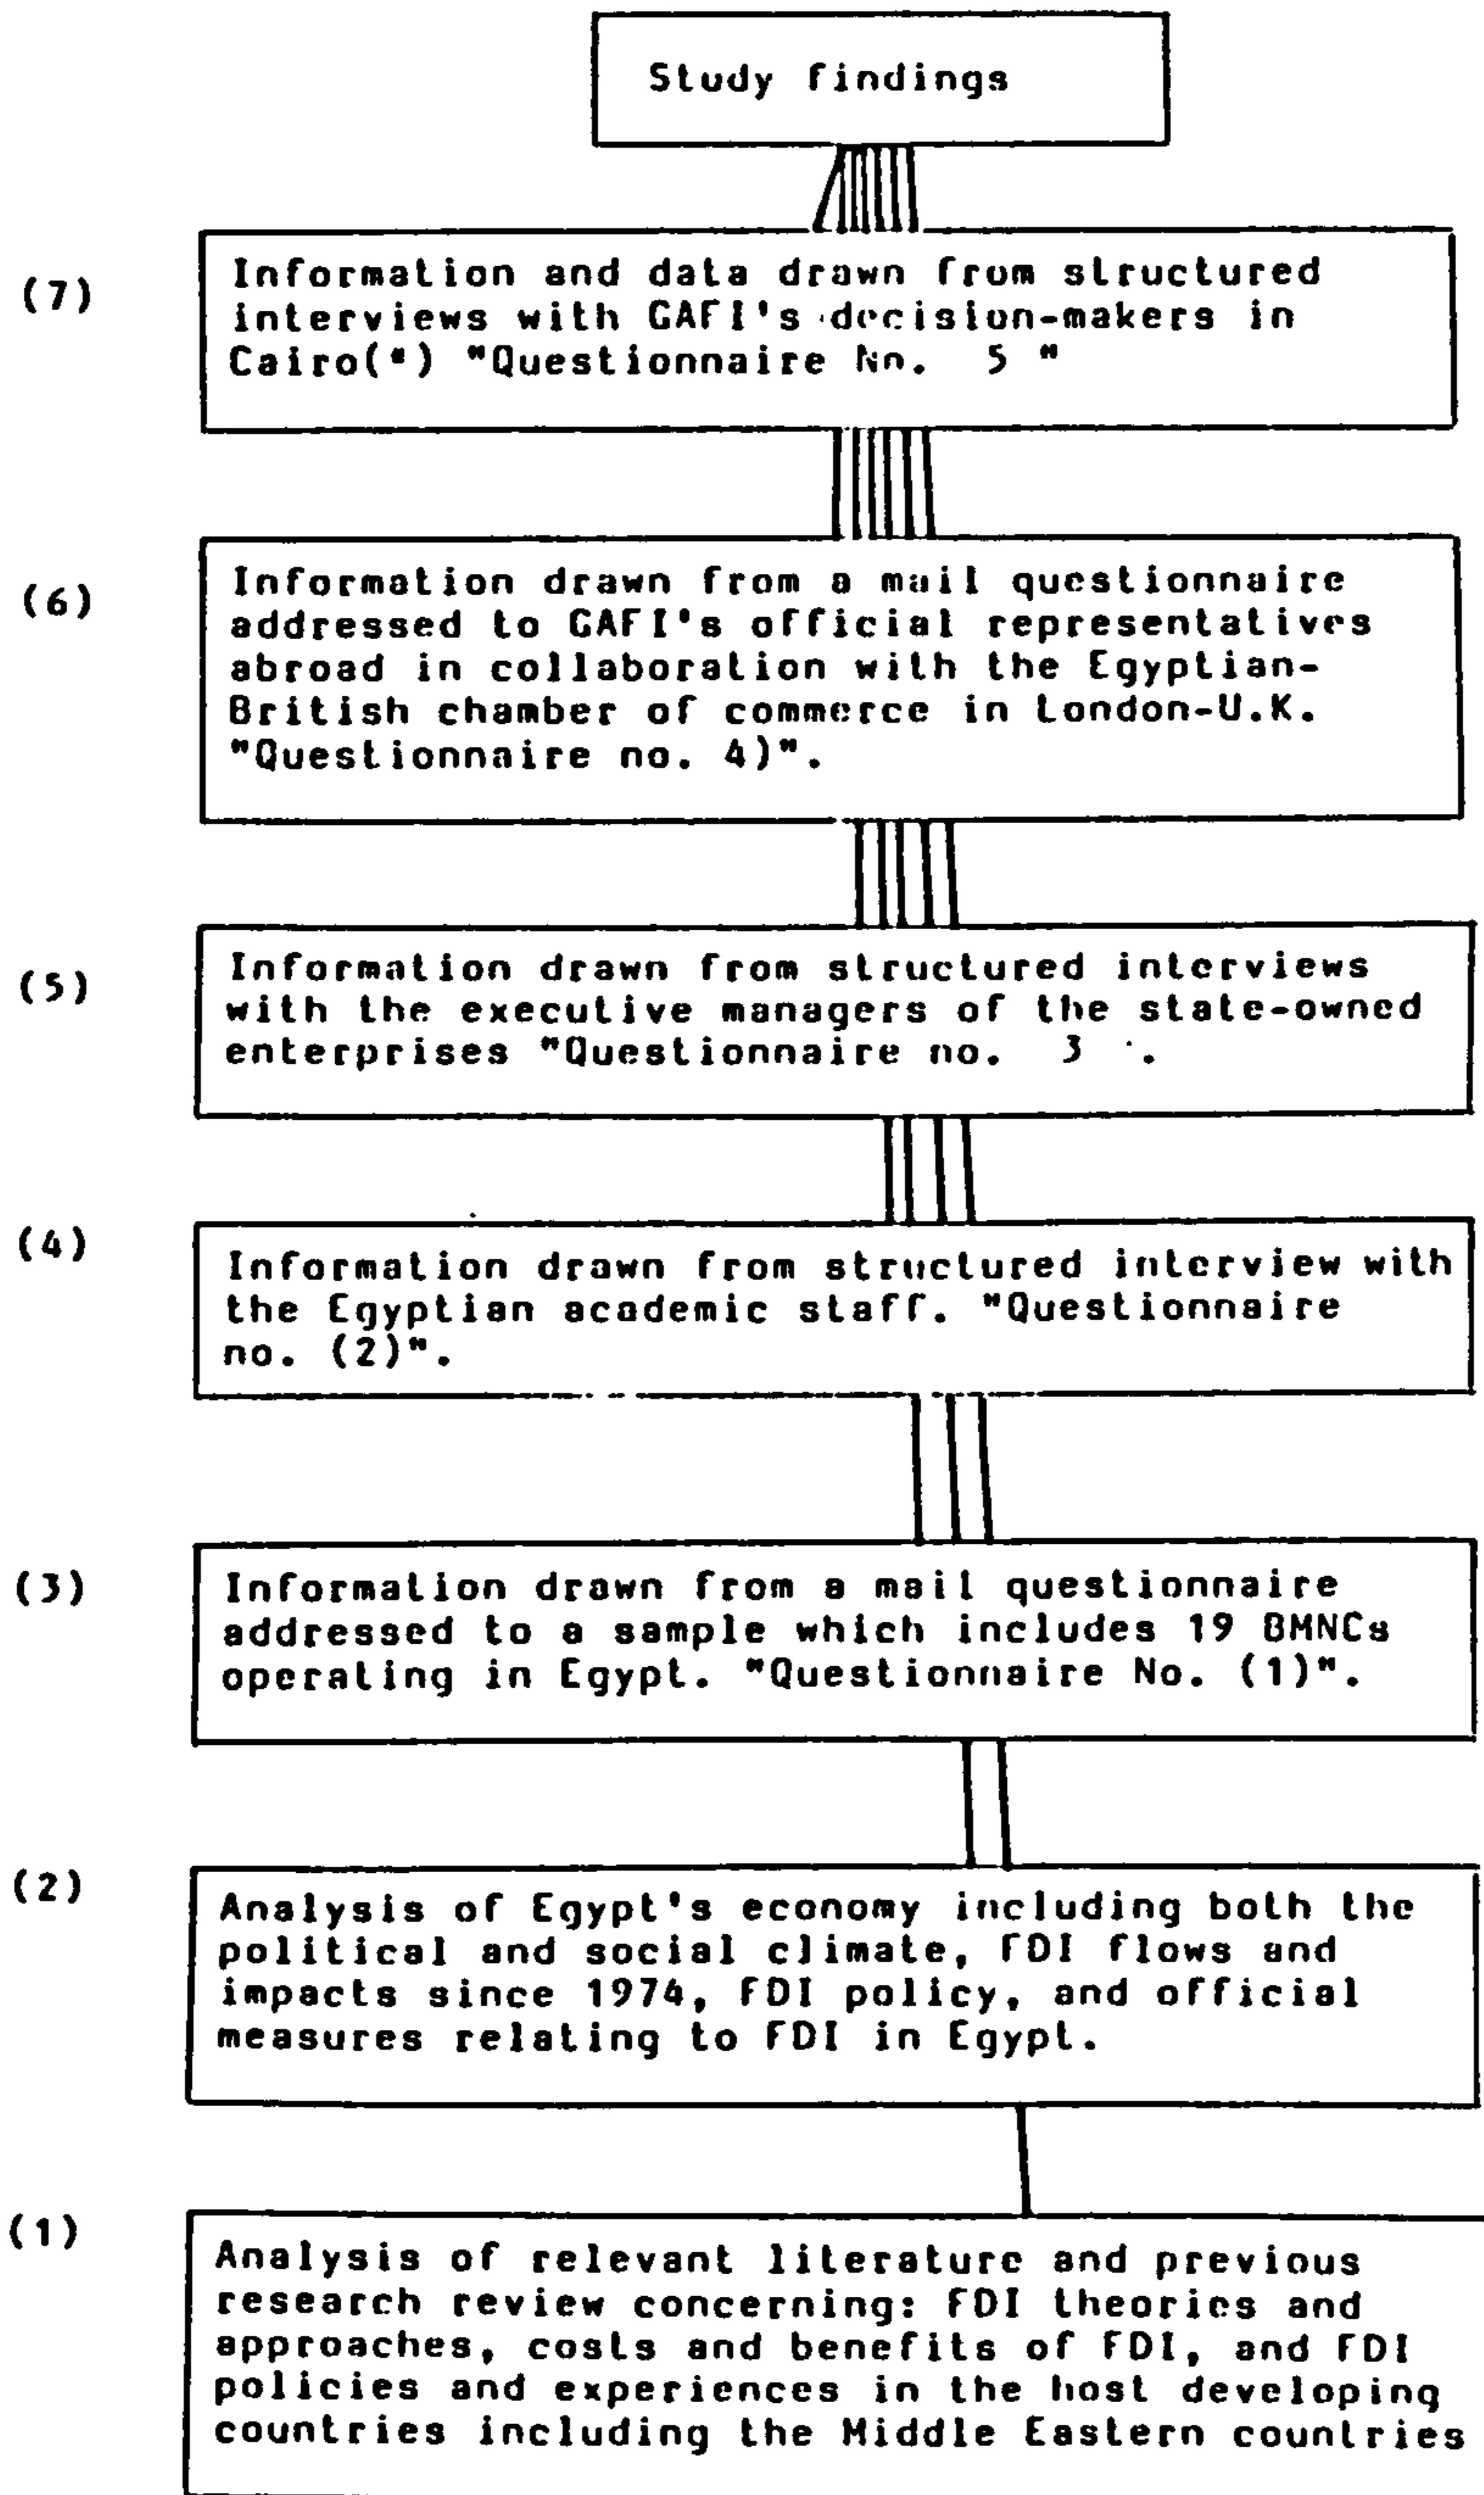 Study findings
(7)
Information and data drawn from structured
interviews with GAFI's decision-makers in
Cairo(*) "Questionnaire No. 5 "
(6)
Information drawn from a mail questionnaire
addressed to GAFI's official representatives
abroad in collaboration with the Egyptian-
British chamber of commerce in London-U.K.
"Questionnaire no. 4)".
(5)
Information drawn from structured interviews
with the executive managers of the state-owned
enterprises "Questionnaire no. 3 .
(4)
Information drawn from structured interview with
the Egyptian academic staff. "Questionnaire
no. (2)".
(3)
Information drawn from a mail questionnaire
addressed to a sample which includes 19 BMNCs
operating in Egypt. "Questionnaire No. (1)".
(2)
Analysis of Egypt's economy including both the
political and social climate, FDI flows and
impacts since 1974, FDI policy, and official
measures relating to FDI in Egypt.
(1)
Analysis of relevant literature and previous
research review concerning: FDI theories and
approaches, costs and benefits of FDI, and FDI
policies and experiences in the host developing
countries including the Middle Eastern countries